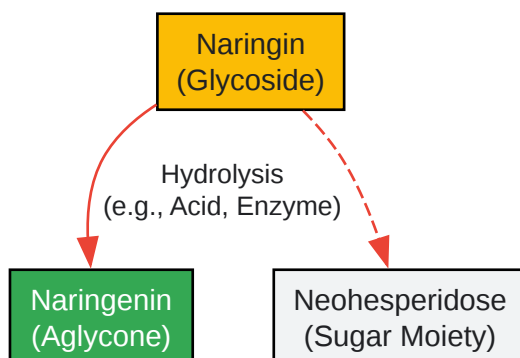 Naringin
(Glycoside)
Hydrolysis
(e.g., Acid, Enzyme)
Naringenin
(Aglycone)
Neohesperidose
(Sugar Moiety)